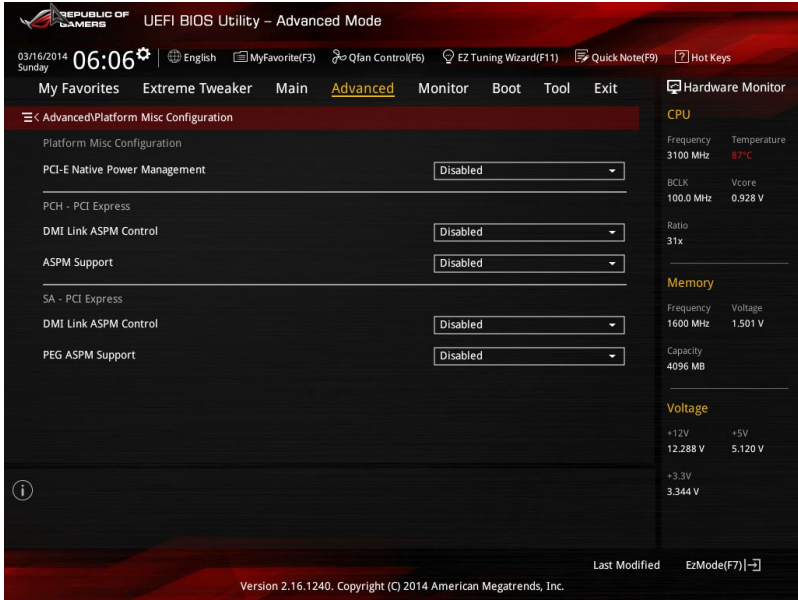 REPUBLIC OF GAMERS
UEFI BIOS Utility – Advanced Mode
03/16/2014
Sunday
06:06
English
MyFavorite(F3)
Qfan Control(F6)
EZ Tuning Wizard(F11)
Quick Note(F9)
? Hot Keys
My Favorites Extreme Tweaker Main Advanced Monitor Boot Tool Exit
Advanced\Platform Misc Configuration
Platform Misc Configuration
PCI-E Native Power Management Disabled
PCH - PCI Express
DMI Link ASPM Control Disabled
ASPM Support Disabled
SA - PCI Express
DMI Link ASPM Control Disabled
PEG ASPM Support Disabled
Hardware Monitor
CPU
Frequency Temperature
3100 MHz 87°C
BCLK Vcore
100.0 MHz 0.928 V
Ratio
31x
Memory
Frequency Voltage
1600 MHz 1.501 V
Capacity
4096 MB
Voltage
+12V +5V
12.288 V 5.120 V
+3.3V
3.344 V
i
Last Modified
EzMode(F7)
Version 2.16.1240. Copyright (C) 2014 American Megatrends, Inc.